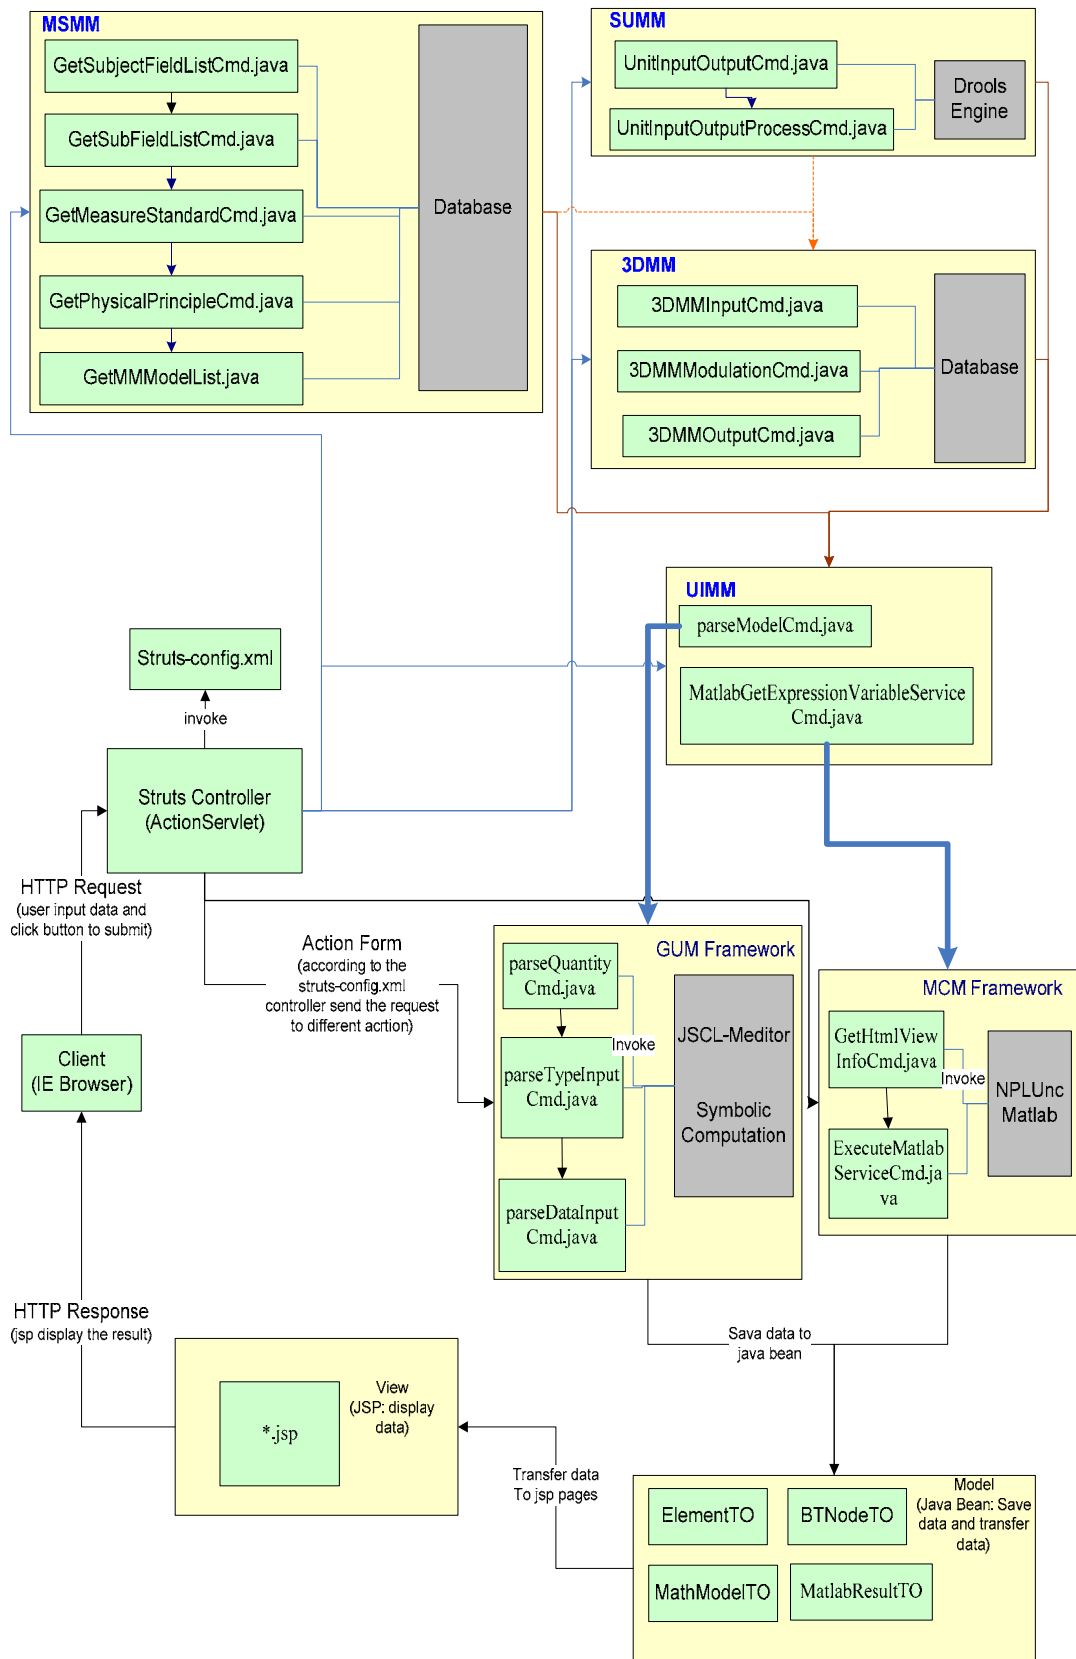 MSMM
GetSubjectFieldListCmd.java
GetSubFieldListCmd.java
GetMeasureStandardCmd.java
GetPhysicalPrincipleCmd.java
GetMMModelList.java
Database
SUMM
UnitInputOutputCmd.java
UnitInputOutputProcessCmd.java
Drools
Engine
3DMM
3DMMInputCmd.java
3DMMModulationCmd.java
3DMMOutputCmd.java
Database
UIMM
parseModelCmd.java
MatlabGetExpressionVariableService
Cmd.java
Struts-config.xml
invoke
Struts Controller
(ActionServlet)
HTTP Request
(user input data and
click button to submit)
Action Form
(according to the
struts-config.xml
controller send the request
to different acrtion)
Client
(IE Browser)
GUM Framework
parseQuantity
Cmd.java
Invoke
parseTypeInput
Cmd.java
parseDataInput
Cmd.java
JSCL-Meditor
Symbolic
Computation
MCM Framework
GetHtmlView
InfoCmd.java
Invoke
ExecuteMatlab
ServiceCmd.ja
va
NPLUnc
Matlab
HTTP Response
(jsp display the result)
Sava data to
java bean
View
(JSP: display
data)
*.jsp
Transfer data
To jsp pages
Model
(Java Bean: Save
data and transfer
data)
ElementTO
BTNodeTO
MathModelTO
MatlabResultTO